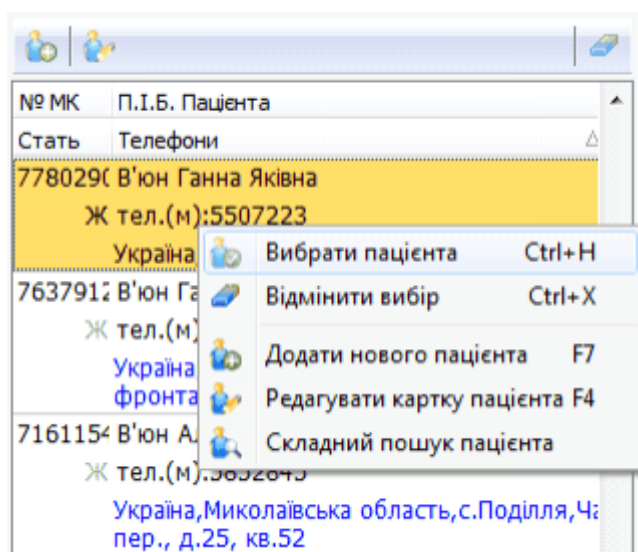 № МК П.І.Б. Пацієнта
Стать Телефони
778029 В'юн Ганна Яківна
Ж тел.(м):5507223
Україна
Вибрати пацієнта Ctrl+H
763791 В'юн
Відмінити вибір Ctrl+X
Ж тел.(м)
Україна
Додати нового пацієнта F7
фронта
Редагувати картку пацієнта F4
716115 В'юн
Складний пошук пацієнта
Ж тел.(м)
Україна,Миколаївська область,с.Поділля,Ча
пер., д.25, кв.52